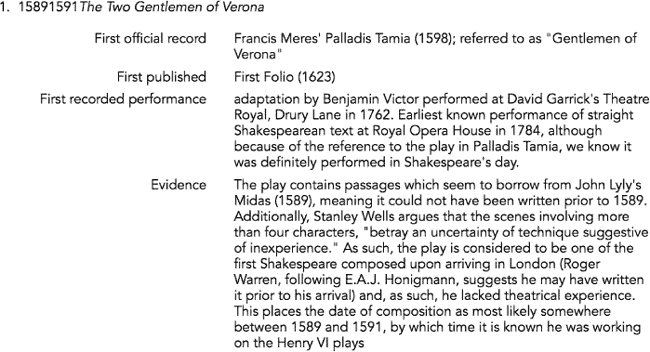 1. 15891591The Two Gentlemen of Verona
First official record Francis Meres' Palladis Tamia (1598); referred to as "Gentlemen of
Verona"
First published First Folio (1623)
First recorded performance adaptation by Benjamin Victor performed at David Garrick's Theatre
Royal, Drury Lane in 1762. Earliest known performance of straight
Shakespearean text at Royal Opera House in 1784, although
because of the reference to the play in Palladis Tamia, we know it
was definitely performed in Shakespeare's day.
Evidence The play contains passages which seem to borrow from John Lyly's
Midas (1589), meaning it could not have been written prior to 1589.
Additionally, Stanley Wells argues that the scenes involving more
than four characters, "betray an uncertainty of technique suggestive
of inexperience." As such, the play is considered to be one of the
first Shakespeare composed upon arriving in London (Roger
Warren, following E.A.J. Honigmann, suggests he may have written
it prior to his arrival) and, as such, he lacked theatrical experience.
This places the date of composition as most likely somewhere
between 1589 and 1591, by which time it is known he was working
on the Henry VI plays